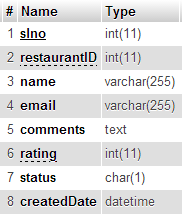 # Name Type
1 slno int(11)
2 restaurantID int(11)
3 name varchar(255)
4 email varchar(255)
5 comments text
6 rating int(11)
7 status char(1)
8 createdDate datetime